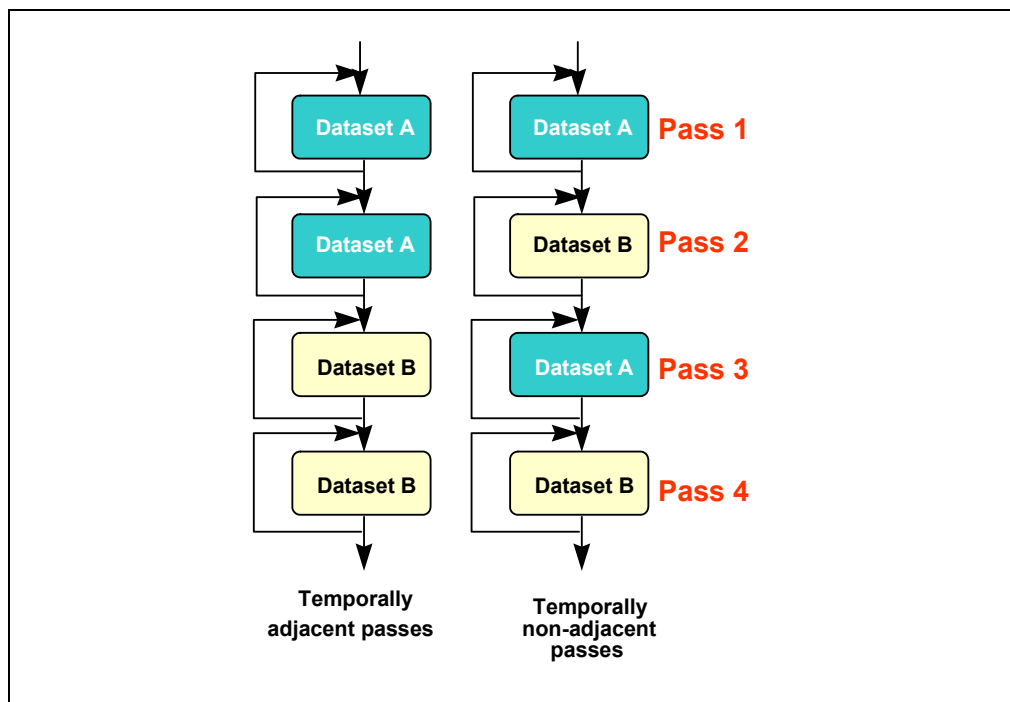 Dataset A
Dataset A
Pass 1
Dataset A
Dataset B
Pass 2
Dataset B
Dataset A
Pass 3
Dataset B
Dataset B
Pass 4
Temporally
adjacent passes
Temporally
non-adjacent
passes